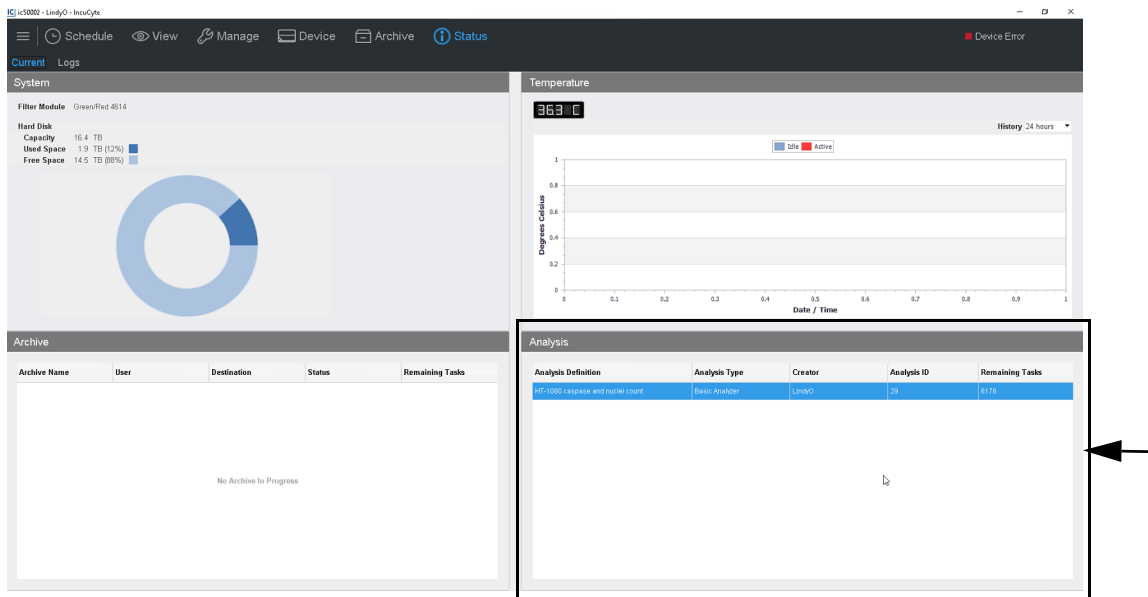 IC ic50002 - LindyO - IncuCyte
Schedule View Manage Device Archive Status Device Error
Current Logs
System
Filter Module Green/Red 4614
Hard Disk
Capacity 16.4 TB
Used Space 1.9 TB (12%)
Free Space 14.5 TB (88%)
Temperature
36.3 C
History 24 hours
Idle Active
1
0.8
0.6
0.4
0.2
0
Degrees Celsius
0 0.1 0.2 0.3 0.4 0.5 0.6 0.7 0.8 0.9 1
Date / Time
Archive
Archive Name User Destination Status Remaining Tasks
No Archive In Progress
Analysis
Analysis Definition Analysis Type Creator Analysis ID Remaining Tasks
HT-1080 caspase and nuclei count Basic Analyzer LindyO 29 6176